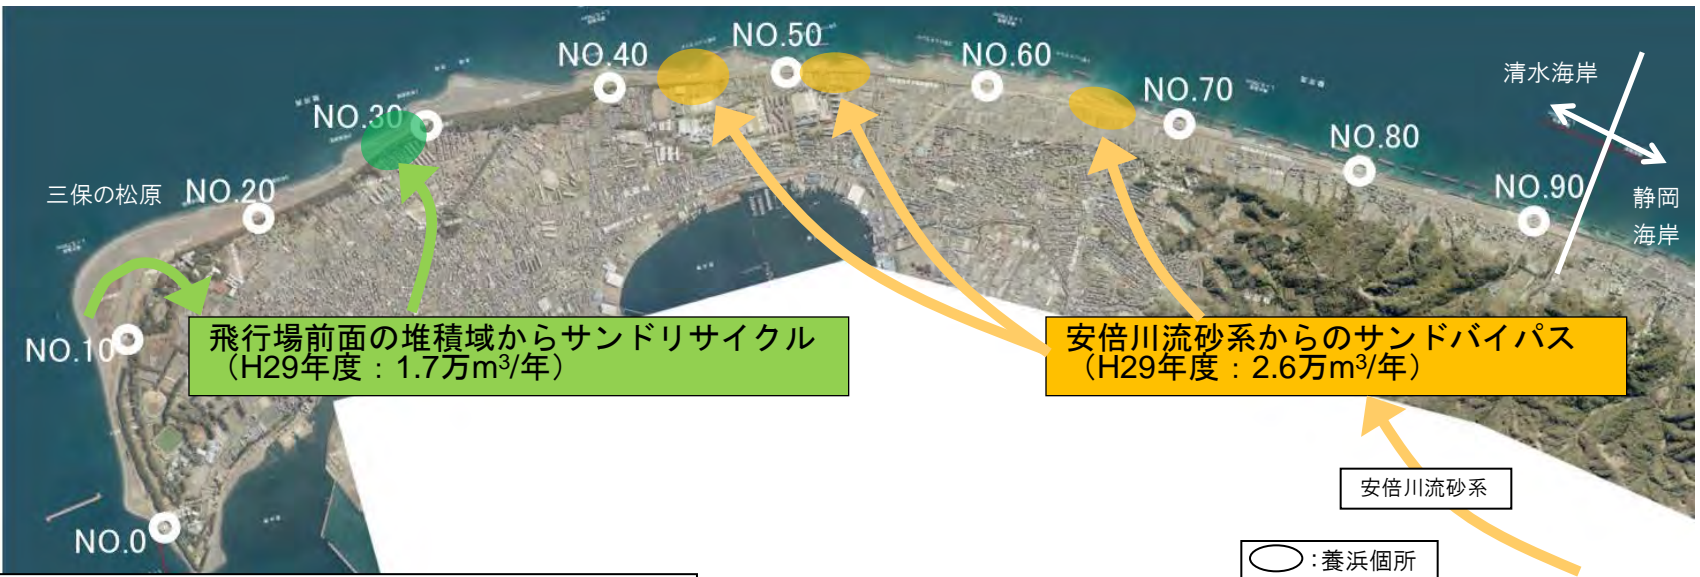 NO.50
NO.40
NO.60
清水海岸
NO.30
NO.70
NO.80
三保の松原
NO.20
NO.90
静岡
海岸
飛行場前面の堆積域からサンドリサイクル
（H29年度：1.7万m³/年）
安倍川流砂系からのサンドバイパス
（H29年度：2.6万m³/年）
NO.10
安倍川流砂系
NO.0
：養浜個所